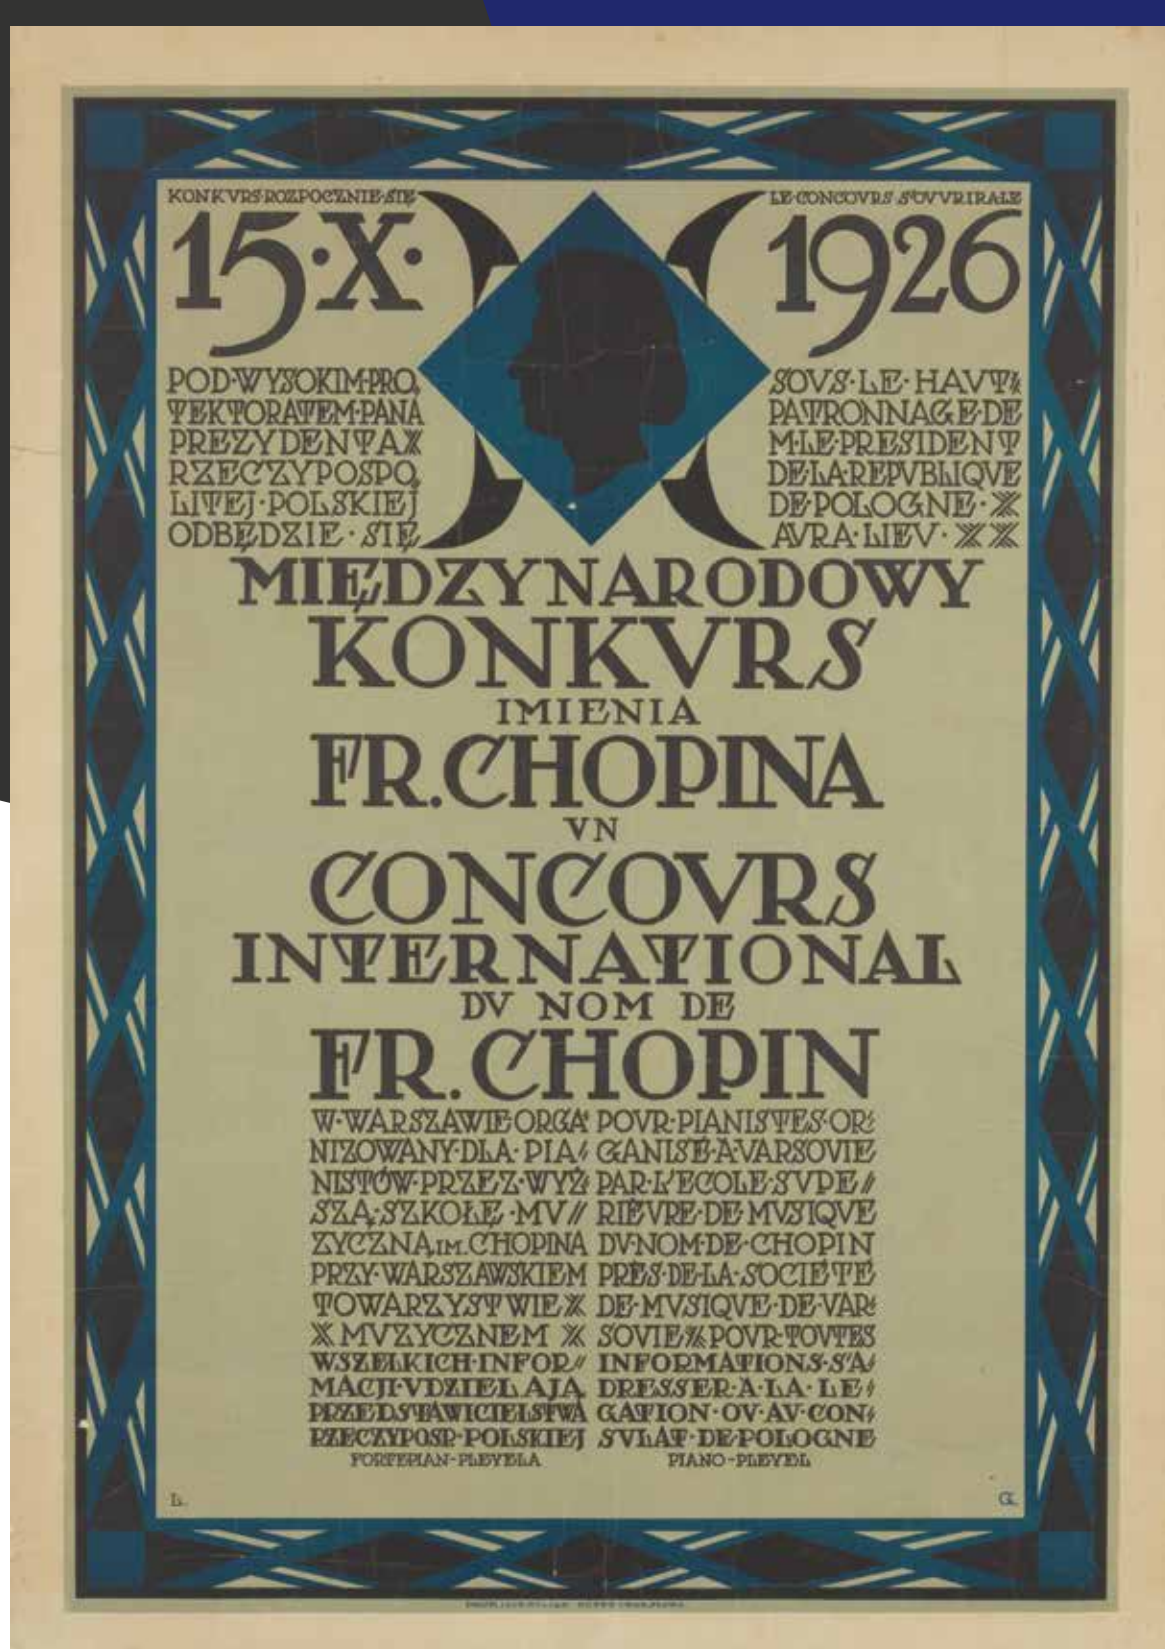 KONKVRS·ROZPOCZNIE·SIĘ
15·X·
LE·CONCOVRS S'OVVRIRA·LE
1926
POD·WYSOKIM·PRO
TEKTORATEM·PANA
PREZYDENTA
RZECZYPOSPO
LITEJ·POLSKIEJ
ODBĘDZIE·SIĘ
SOVS·LE·HAVT
PATRONNAGE·DE
M·LE·PRESIDENT
DE·LA·REPVBLIQVE
DE·POLOGNE·
AVRA·LIEV·
MIĘDZYNARODOWY
KONKVRS
IMIENIA
FR.CHOPINA
VN
CONCOVRS
INTERNATIONAL
DV NOM DE
FR.CHOPIN
W·WARSZAWIE·ORGA
NIZOWANY·DLA·PIA
NISTÓW·PRZEZ·WYŻ
SZĄ·SZKOŁĘ·MV
ZYCZNĄ IM. CHOPINA
PRZY·WARSZAWSKIEM
TOWARZYSTWIE
MVZYCZNEM
WSZELKICH·INFOR
MACJI·VDZIELAJĄ
PRZEDSTAWICIELSTWA
RZECZYPOSP·POLSKIEJ
FORTEPIAN-PLEYELA
POVR·PIANISTES·OR
GANISÉ·A·VARSOVIE
PAR·L'ECOLE·SVPE
RIÈVRE·DE·MVSIQVE
DV·NOM·DE·CHOPIN
PRÈS·DE·LA·SOCIÉTÉ
DE·MVSIQVE·DE·VAR
SOVIE POVR·TOVTES
INFORMATIONS·S'A
DRESSER·A·LA·LE
GATION·OV·AV·CON
SVLAT·DE·POLOGNE
PIANO-PLEYEL
L.
G.